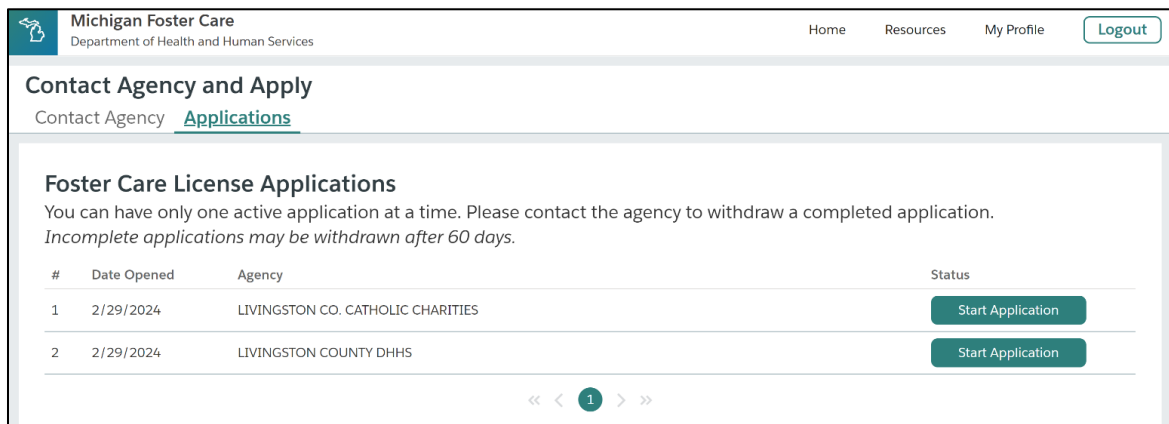 Michigan Foster Care
Department of Health and Human Services
Home Resources My Profile Logout
Contact Agency and Apply
Contact Agency Applications
Foster Care License Applications
You can have only one active application at a time. Please contact the agency to withdraw a completed application.
Incomplete applications may be withdrawn after 60 days.
# Date Opened Agency Status
1 2/29/2024 LIVINGSTON CO. CATHOLIC CHARITIES Start Application
2 2/29/2024 LIVINGSTON COUNTY DHHS Start Application
« < 1 > »